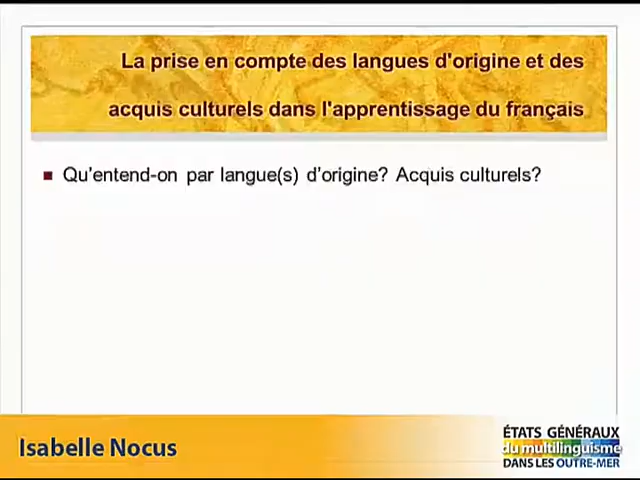 La prise en compte des langues d'origine et des
acquis culturels dans l'apprentissage du français
Qu'entend-on par langue(s) d'origine? Acquis culturels?
Isabelle Nocus
ÉTATS GÉNÉRAUX
du multilinguisme
DANS LES OUTRE-MER